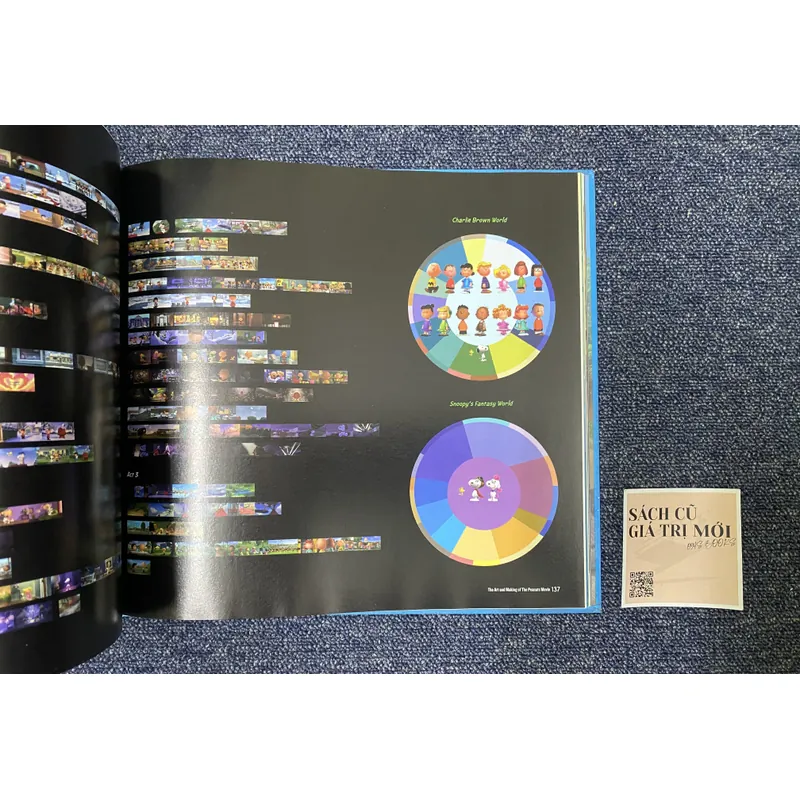 Charlie Brown World
Snoopy's Fantasy World
Act 3
The Art and Making of The Peanuts Movie 137
SÁCH CŨ
GIÁ TRỊ MỚI